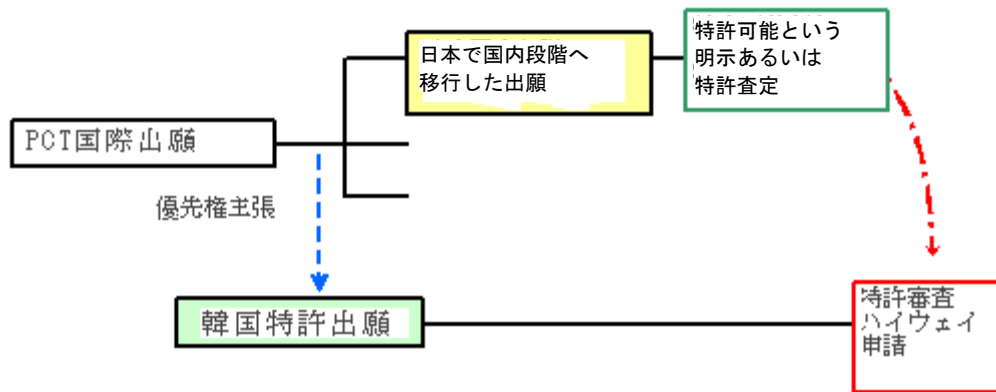 日本で国内段階へ
移行した出願
特許可能という
明示あるいは
特許査定
PCT国際出願
優先権主張
韓国特許出願
特許審査
ハイウェイ
申請